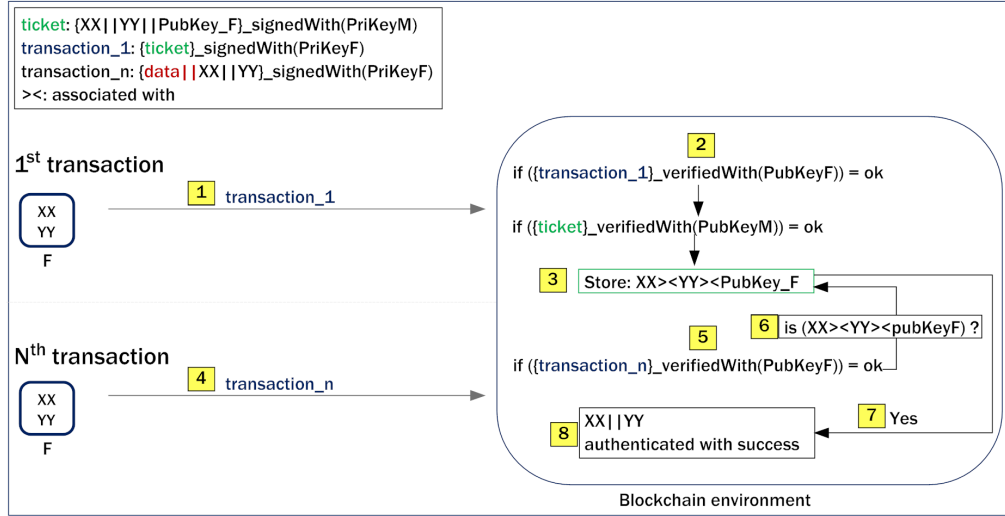 ticket: {XX||YY||PubKey_F}_signedWith(PriKeyM)
transaction_1: {ticket}_signedWith(PriKeyF)
transaction_n: {data||XX||YY}_signedWith(PriKeyF)
><: associated with
1st transaction
XX
YY
F
1
transaction_1
2
if ({transaction_1}_verifiedWith(PubKeyF)) = ok
if ({ticket}_verifiedWith(PubKeyM)) = ok
3
Store: XX><YY><PubKey_F
6
is (XX><YY><pubKeyF) ?
5
if ({transaction_n}_verifiedWith(PubKeyF)) = ok
Nth transaction
XX
YY
F
4
transaction_n
7
Yes
8
XX||YY
authenticated with success
Blockchain environment